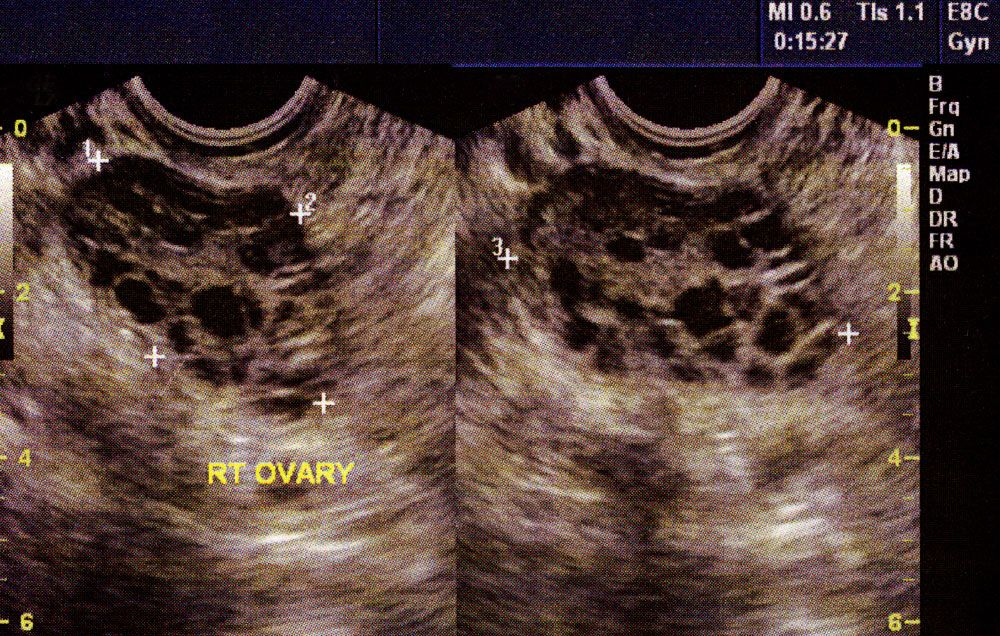 MI 0.6 TIs 1.1 E8C
0:15:27 Gyn
B
Frq
Gn
E/A
Map
D
DR
FR
AO
0
2
4
6
1
2
3
0
2
4
6
RT OVARY